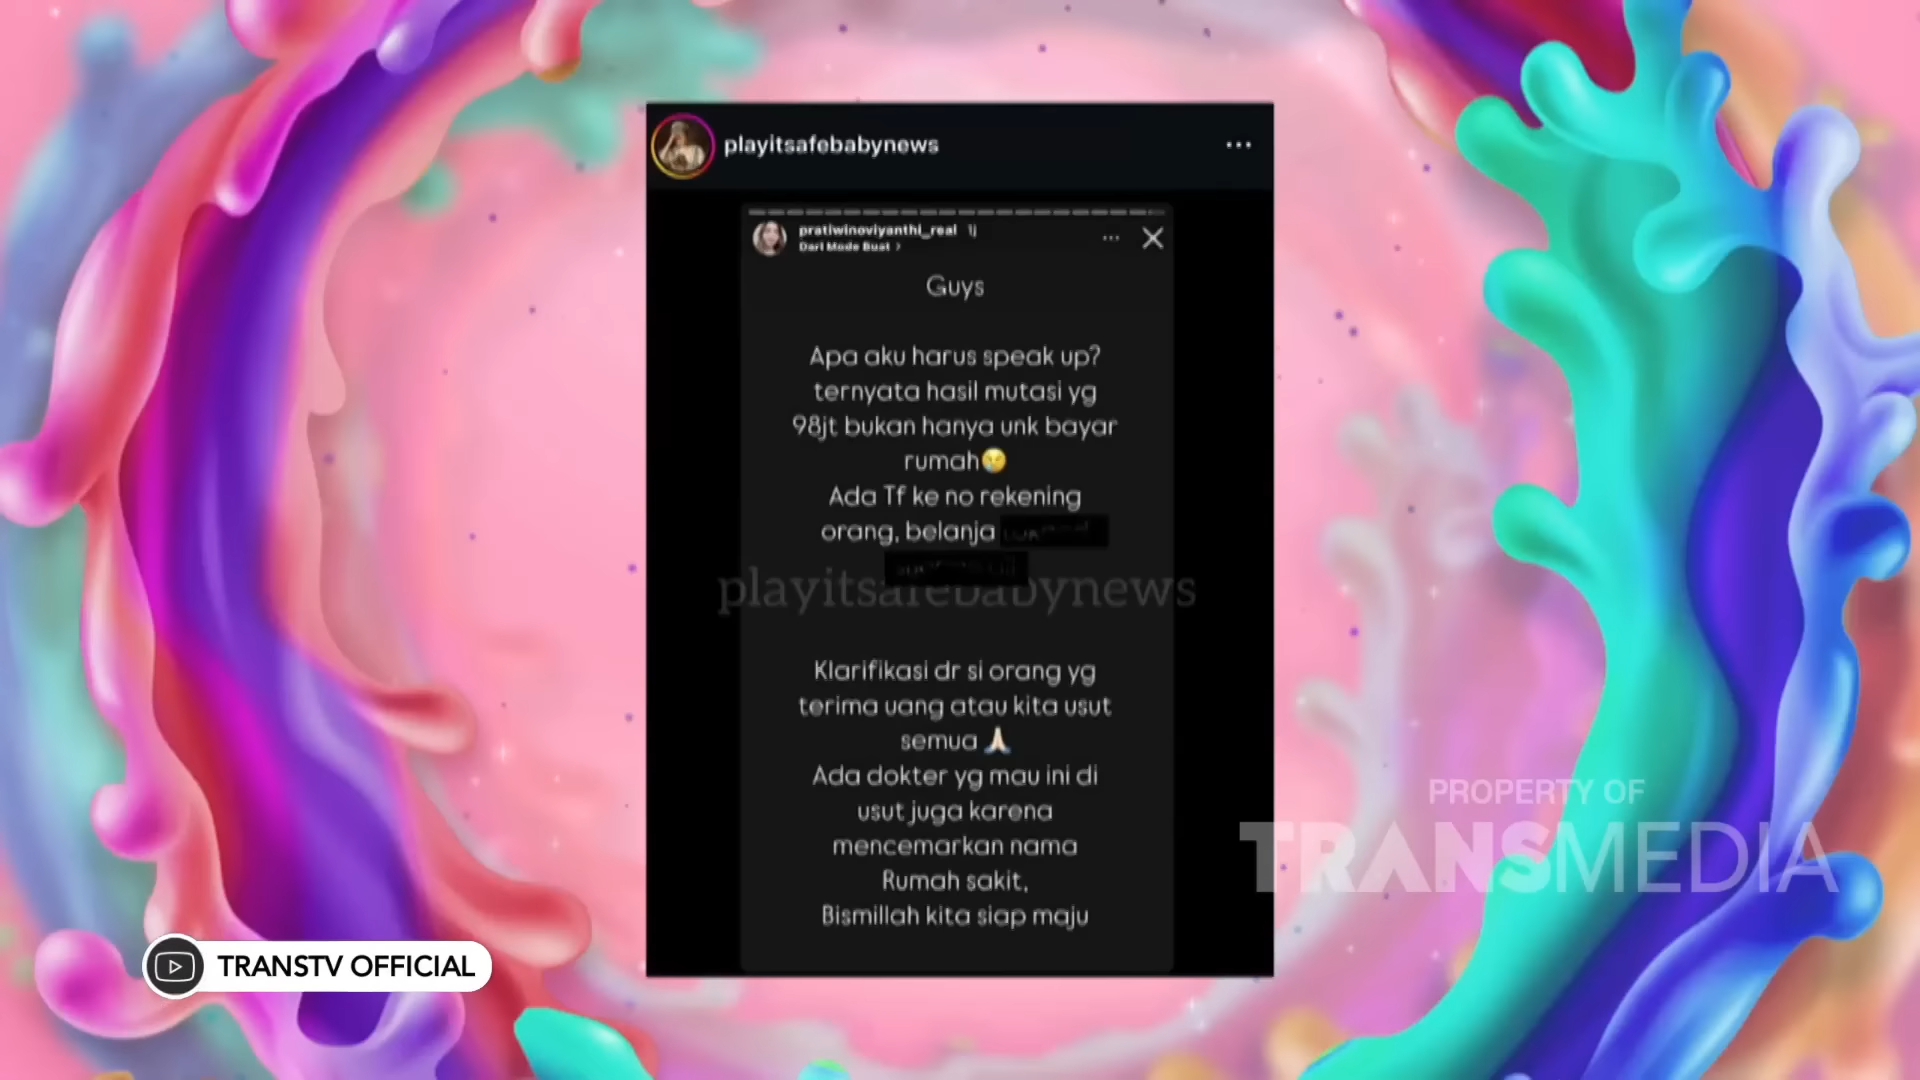 playitsafebabynews
pratiwinoviyanthi_real 1j
Dari Mode Buat >
Guys
Apa aku harus speak up?
ternyata hasil mutasi yg
98jt bukan hanya unk bayar
rumah😢
Ada Tf ke no rekening
orang, belanja
playitsafebabynews
Klarifikasi dr si orang yg
terima uang atau kita usut
semua 🙏🏻
Ada dokter yg mau ini di
usut juga karena
mencemarkan nama
Rumah sakit,
Bismillah kita siap maju
PROPERTY OF
TRANSMEDIA
TRANSTV OFFICIAL